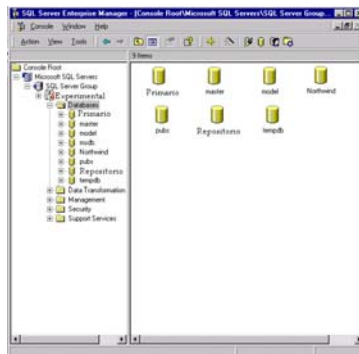 SQL Server Enterprise Manager - [Console Root\Microsoft SQL Servers\SQL Server Group...
Console Window Help
Action View Tools
9 Items
Console Root
Microsoft SQL Servers
SQL Server Group
Experimental
Databases
Primario
master
model
msdb
Northwind
pubs
Repositorio
tempdb
Data Transformation
Management
Security
Support Services
Primario
master
model
Northwind
pubs
Repositorio
tempdb